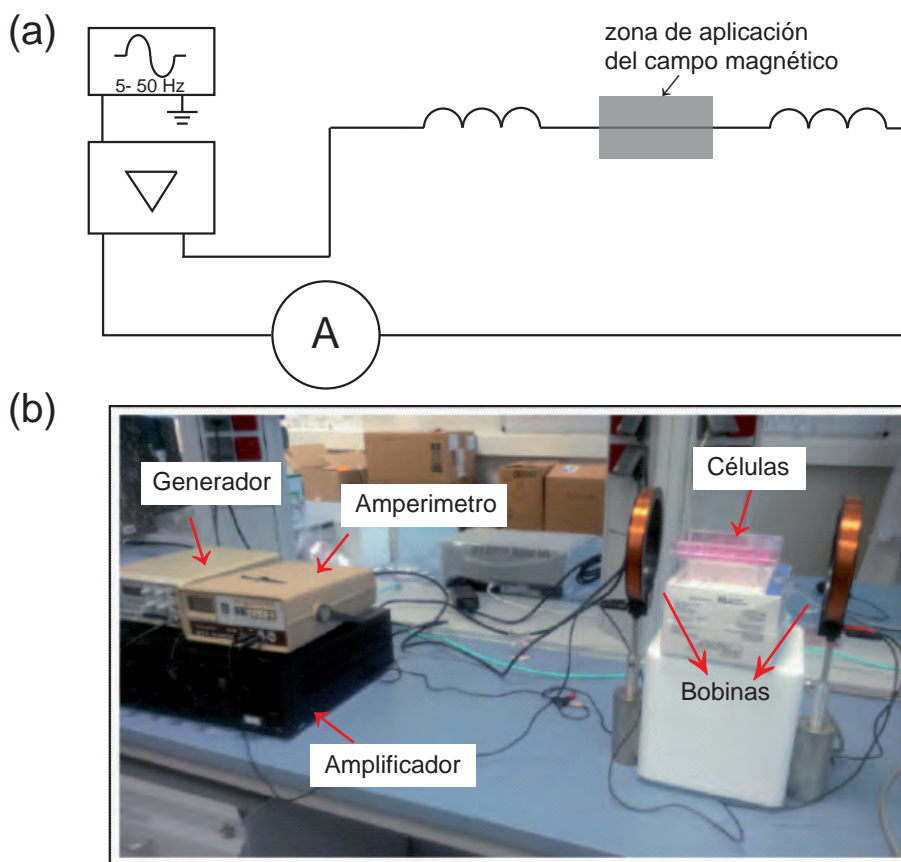 (a)
zona de aplicación
del campo magnético
5- 50 Hz
A
(b)
Generador
Amperimetro
Células
Bobinas
Amplificador